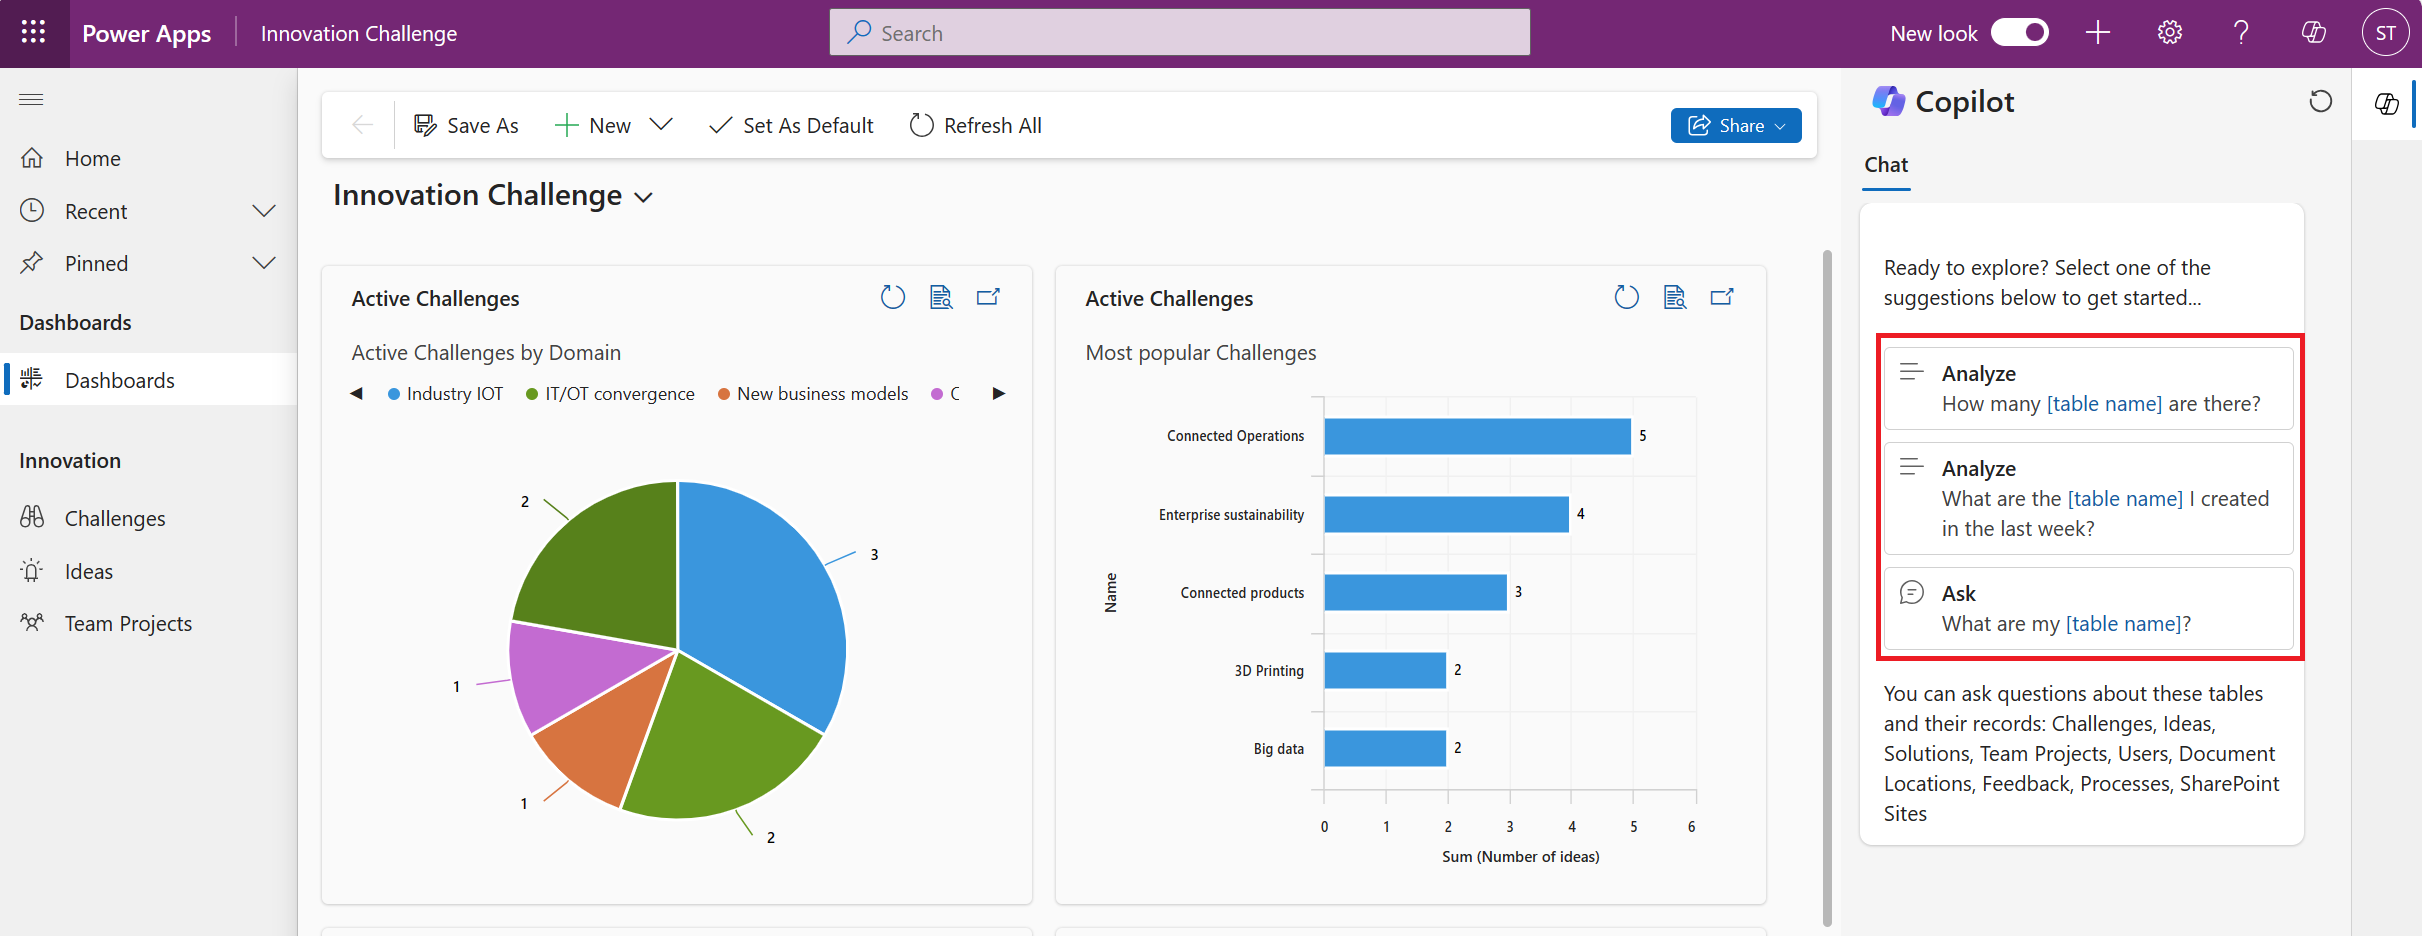 Power Apps
Innovation Challenge
Search
New look
ST
Home
Recent
Pinned
Dashboards
Dashboards
Innovation
Challenges
Ideas
Team Projects
Save As
New
Set As Default
Refresh All
Share
Innovation Challenge
Active Challenges
Active Challenges by Domain
Industry IOT
IT/OT convergence
New business models
C
2
3
1
1
2
Active Challenges
Most popular Challenges
Name
Connected Operations
5
Enterprise sustainability
4
Connected products
3
3D Printing
2
Big data
2
0 1 2 3 4 5 6
Sum (Number of ideas)
Copilot
Chat
Ready to explore? Select one of the
suggestions below to get started...
Analyze
How many [table name] are there?
Analyze
What are the [table name] I created
in the last week?
Ask
What are my [table name]?
You can ask questions about these tables
and their records: Challenges, Ideas,
Solutions, Team Projects, Users, Document
Locations, Feedback, Processes, SharePoint
Sites